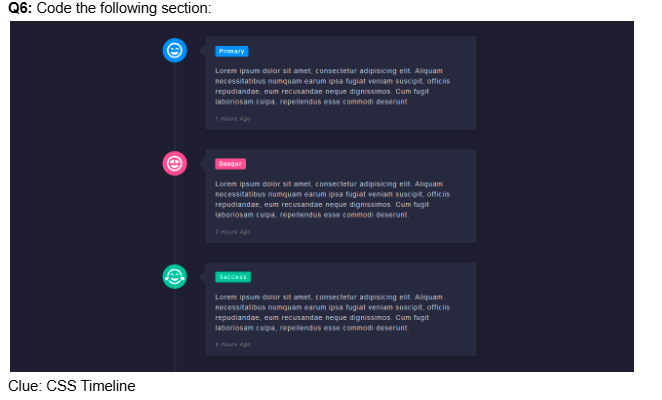 Q6: Code the following section:
Primary
Lorem ipsum dolor sit amet, consectetur adipisicing elit. Aliquam
necessitatibus numquam earum ipsa fugiat veniam suscipit, officiis
repudiandae, eum recusandae neque dignissimos. Cum fugit
laboriosam culpa, repellendus esse commodi deserunt.
1 Hours Ago
Danger
Lorem ipsum dolor sit amet, consectetur adipisicing elit. Aliquam
necessitatibus numquam earum ipsa fugiat veniam suscipit, officiis
repudiandae, eum recusandae neque dignissimos. Cum fugit
laboriosam culpa, repellendus esse commodi deserunt.
2 Hours Ago
Success
Lorem ipsum dolor sit amet, consectetur adipisicing elit. Aliquam
necessitatibus numquam earum ipsa fugiat veniam suscipit, officiis
repudiandae, eum recusandae neque dignissimos. Cum fugit
laboriosam culpa, repellendus esse commodi deserunt.
6 Hours Ago
Clue: CSS Timeline